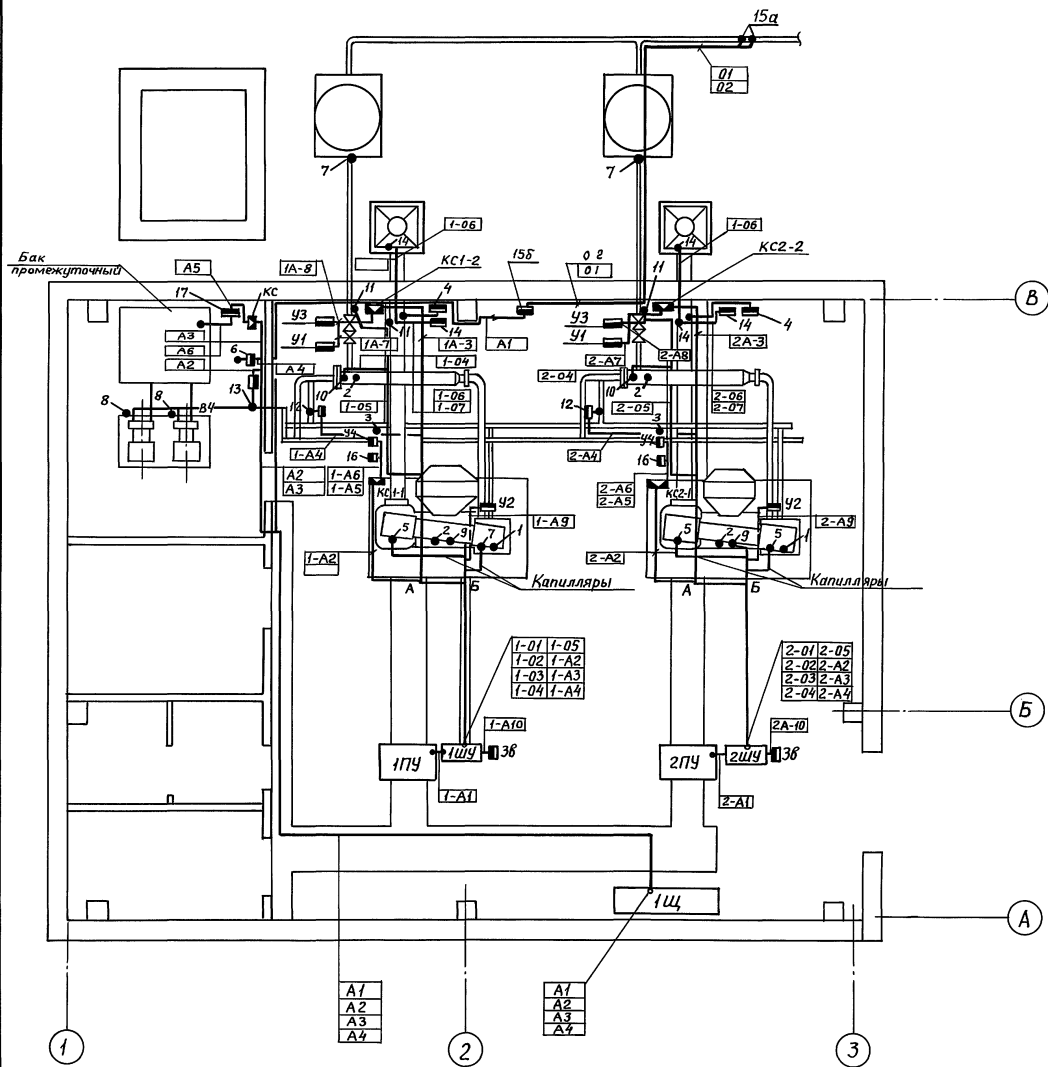 15а
01
02
7
7
1-06
1-06
14
14
КС1-2
КС2-2
Бак
промежуточный
А5
17
КС
1А-8
11
4
15б
02
01
11
В
У3
У1
14
11
А1
У3
У1
14
14
4
А3
А6
А2
6
А4
1А-7
1А-3
1-04
2-А7
2-А8
2А-3
10
2
1-06
1-07
2-04
10
2
2-06
2-07
13
8
8
В4
12
1-05
3
12
2-05
3
У4
У4
1-А4
16
2-А4
16
А2
А3
1-А6
1-А5
КС1-1
У2
2-А6
2-А5
КС2-1
У2
1-А9
2-А9
5
2
9
7
1
5
2
9
5
1
1-А2
2-А2
А
Б
Капилляры
А
Б
Капилляры
1-01 1-05
1-02 1-А2
1-03 1-А3
1-04 1-А4
2-01 2-05
2-02 2-А2
2-03 2-А3
2-04 2-А4
Б
1-А10
2А-10
1ПУ
1ШУ
Зв
2ПУ
2ШУ
Зв
1-А1
2-А1
1Щ
А
А1
А2
А3
А4
А1
А2
А3
А4
1
2
3